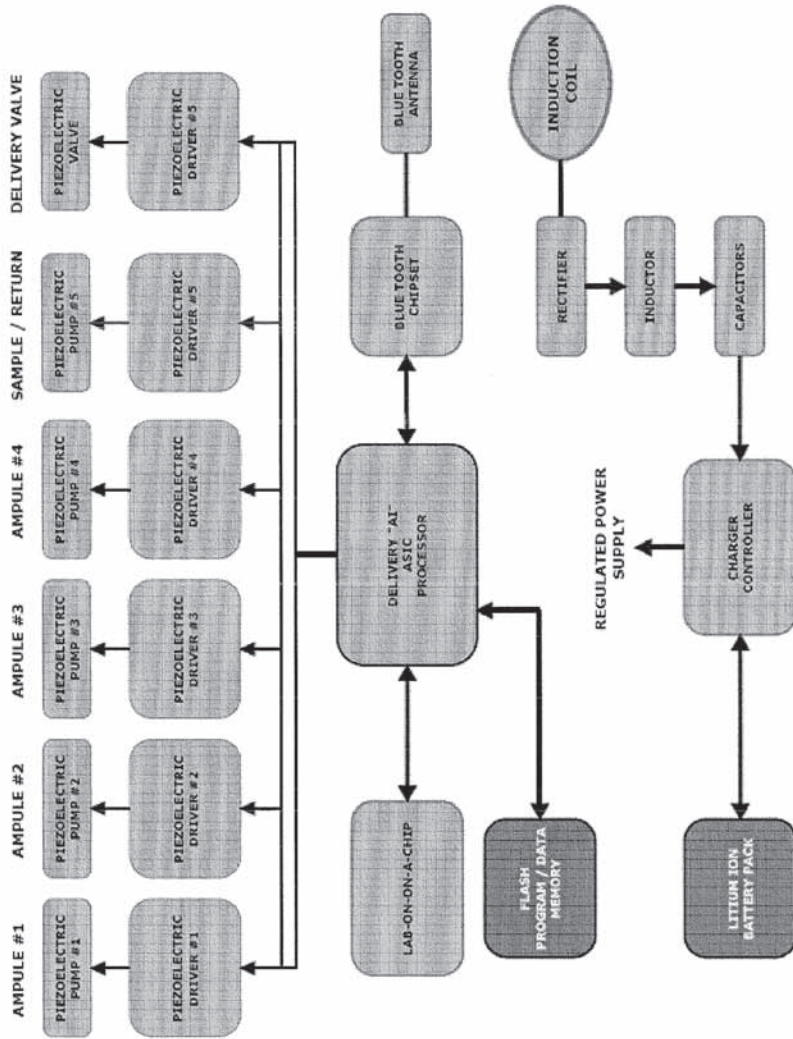 AMPULE #1
AMPULE #2
AMPULE #3
AMPULE #4
SAMPLE / RETURN
DELIVERY VALVE
PIEZOELECTRIC
PUMP #1
PIEZOELECTRIC
PUMP #2
PIEZOELECTRIC
PUMP #3
PIEZOELECTRIC
PUMP #4
PIEZOELECTRIC
PUMP #5
PIEZOELECTRIC
VALVE
PIEZOELECTRIC
DRIVER #1
PIEZOELECTRIC
DRIVER #2
PIEZOELECTRIC
DRIVER #3
PIEZOELECTRIC
DRIVER #4
PIEZOELECTRIC
DRIVER #5
PIEZOELECTRIC
DRIVER #5
LAB-ON-ON-A-CHIP
DELIVERY "AI"
ASIC
PROCESSOR
BLUE TOOTH
CHIPSET
BLUE TOOTH
ANTENNA
FLASH
PROGRAM / DATA
MEMORY
RECTIFIER
INDUCTION
COIL
INDUCTOR
REGULATED POWER
SUPPLY
CAPACITORS
LITIUM ION
BATTERY PACK
CHARGER
CONTROLLER